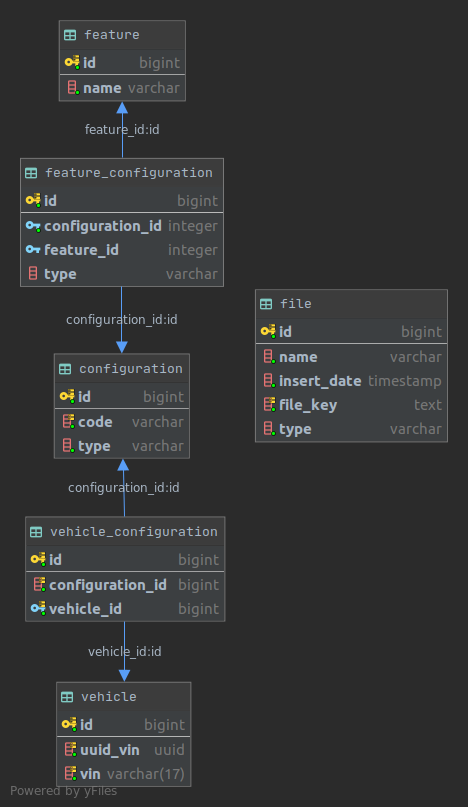 feature
id bigint
name varchar
feature_id:id
feature_configuration
id bigint
configuration_id integer
feature_id integer
type varchar
configuration_id:id
file
id bigint
name varchar
insert_date timestamp
file_key text
type varchar
configuration
id bigint
code varchar
type varchar
configuration_id:id
vehicle_configuration
id bigint
configuration_id bigint
vehicle_id bigint
vehicle_id:id
vehicle
id bigint
uuid_vin uuid
vin varchar(17)
Powered by yFiles